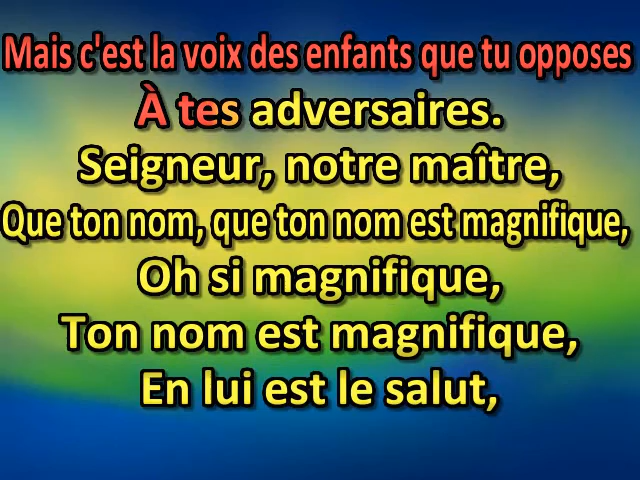 Mais c'est la voix des enfants que tu opposes
À tes adversaires.
Seigneur, notre maître,
Que ton nom, que ton nom est magnifique,
Oh si magnifique,
Ton nom est magnifique,
En lui est le salut,